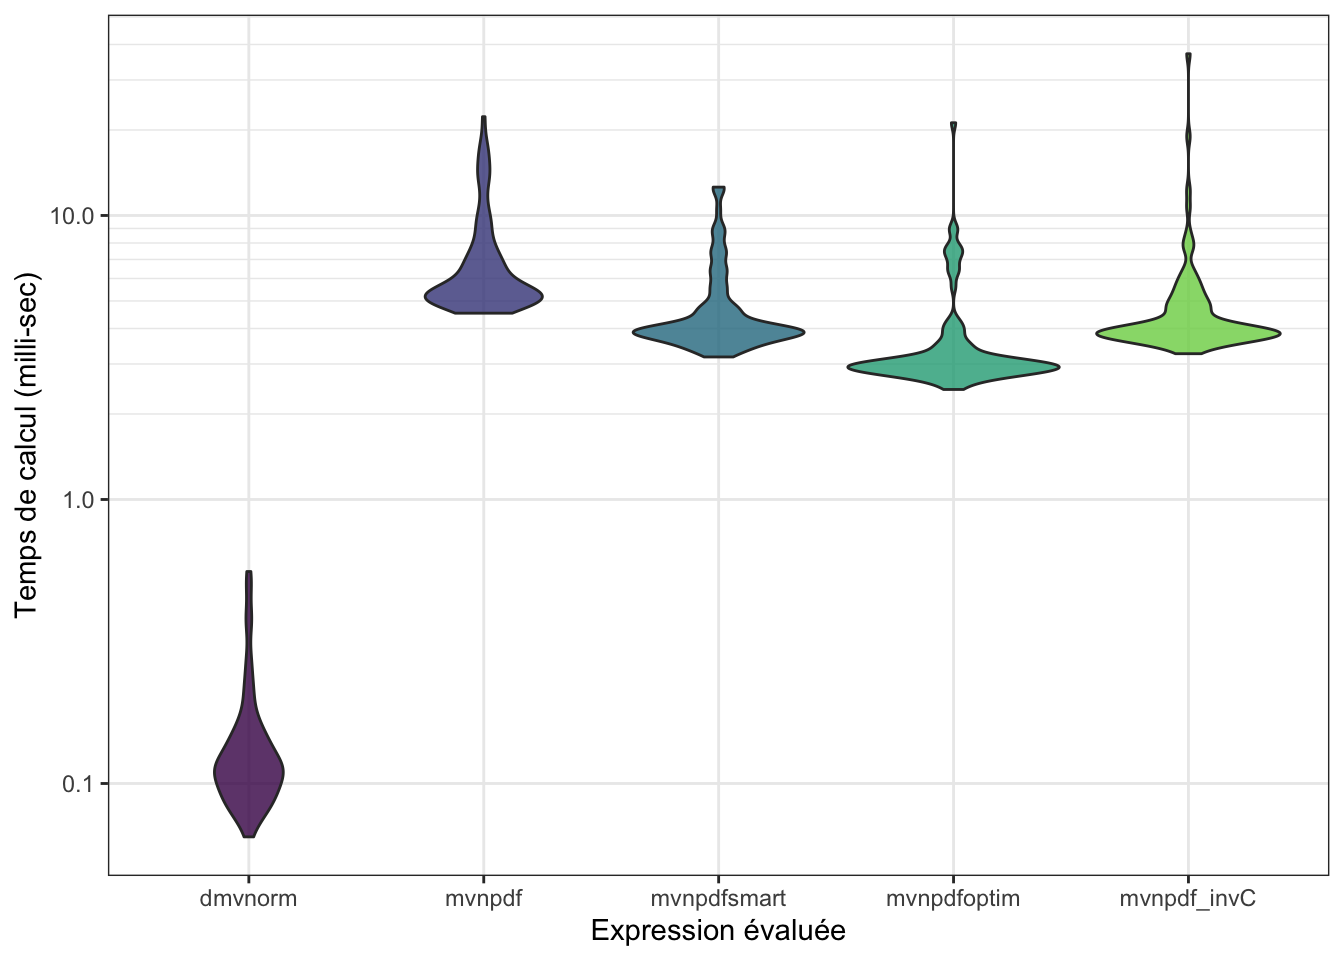 Temps de calcul (milli-sec)
10.0
1.0
0.1
dmvnorm
mvnpdf
mvnpdfsmart
mvnpdfoptim
mvnpdf_invC
Expression évaluée